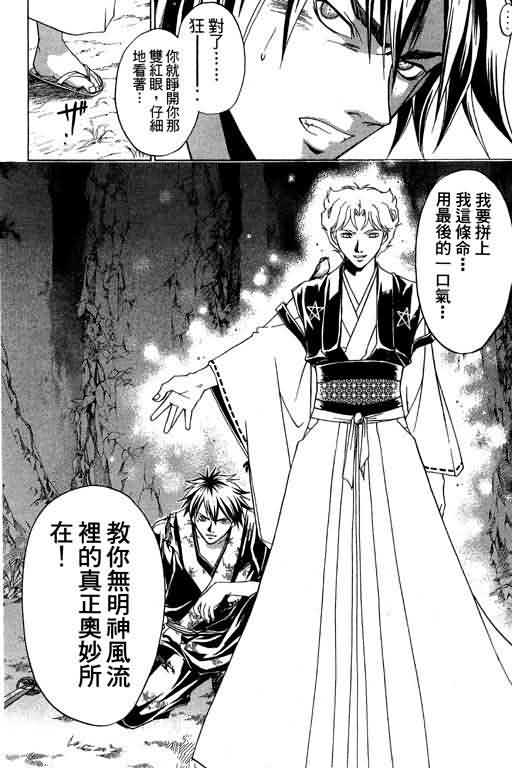 ……
對了……
狂——
你就睜開你那
雙紅眼，仔細
地看著…
我要拼上
我這條命…
用最後的一口氣…
教你無明神風流
裡的真正奧妙所
在！